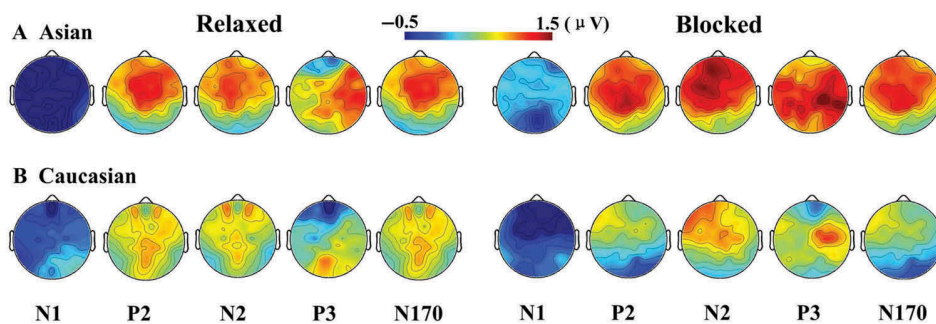 Relaxed
−0.5 1.5 ( μ V)
Blocked
A Asian
B Caucasian
N1 P2 N2 P3 N170 N1 P2 N2 P3 N170